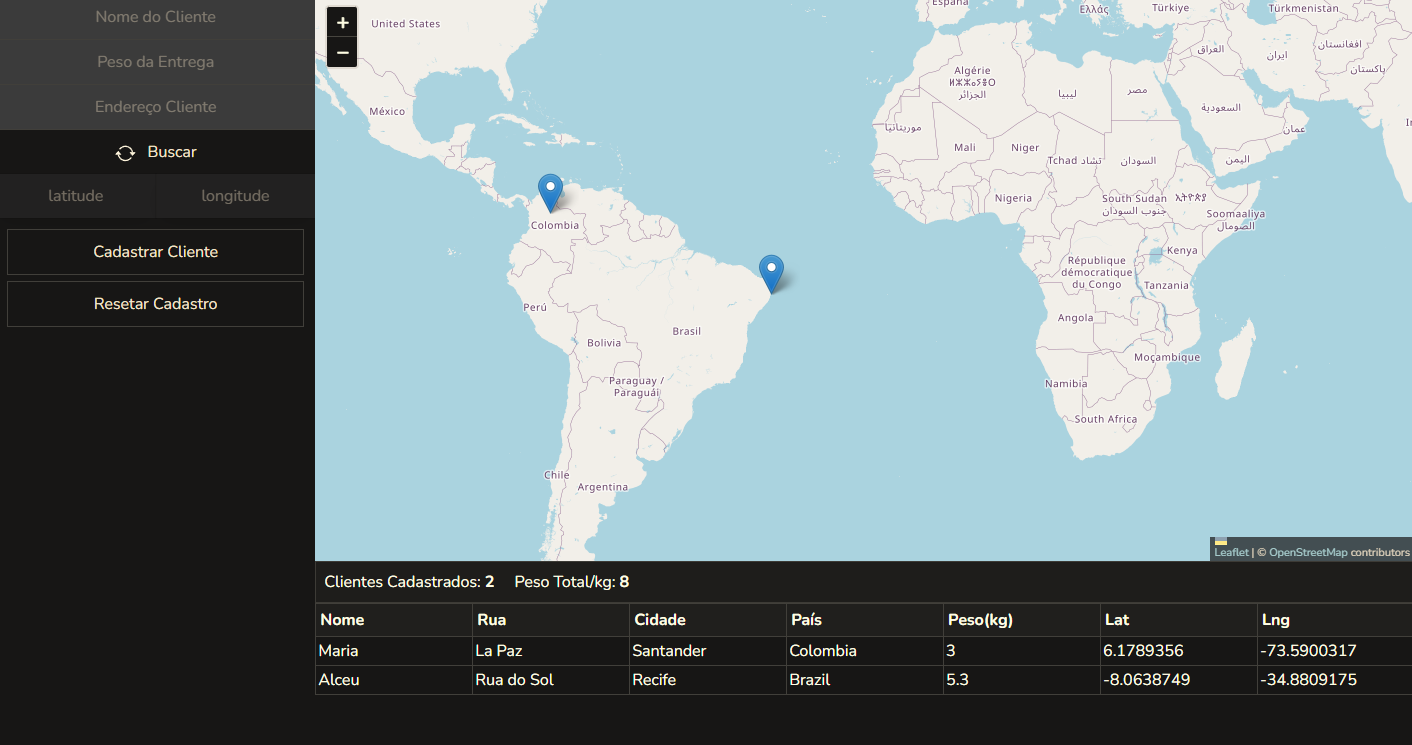 Nome do Cliente
Peso da Entrega
Endereço Cliente
Buscar
latitude longitude
Cadastrar Cliente
Resetar Cadastro
+
−
United States
México
Colombia
Perú
Brasil
Bolivia
Paraguay /
Paraguái
Chile
Argentina
España
Ελλάς
Türkiye
Türkmenistan
العراق
ایران
افغانستان
پاکستان
Algérie
ⵍⵣⵣⴰⵢⴻⵔ
الجزائر
ليبيا
مصر
السعودية
عمان
اليمن
موريتانيا
Mali
Niger
Tchad تشاد
السودان
Nigeria
South Sudan
جنوب السودان
ኢትዮጵያ
Soomaaliya
الصومال
Kenya
République
démocratique
du Congo
Tanzania
Angola
Moçambique
Namibia
South Africa
Leaflet | © OpenStreetMap contributors
Clientes Cadastrados: 2 Peso Total/kg: 8
Nome Rua Cidade País Peso(kg) Lat Lng
Maria La Paz Santander Colombia 3 6.1789356 -73.5900317
Alceu Rua do Sol Recife Brazil 5.3 -8.0638749 -34.8809175